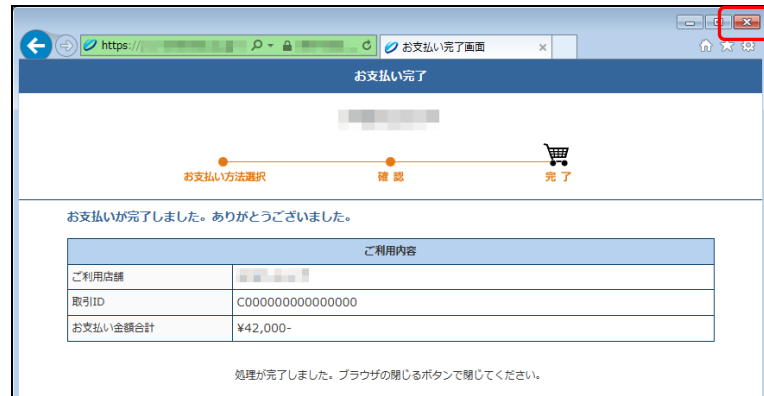 https://
お支払い完了画面
お支払い完了
お支払い方法選択
確 認
完 了
お支払いが完了しました。ありがとうございました。
ご利用内容
ご利用店舗
取引ID
C000000000000000
お支払い金額合計
¥42,000-
処理が完了しました。ブラウザの閉じるボタンで閉じてください。